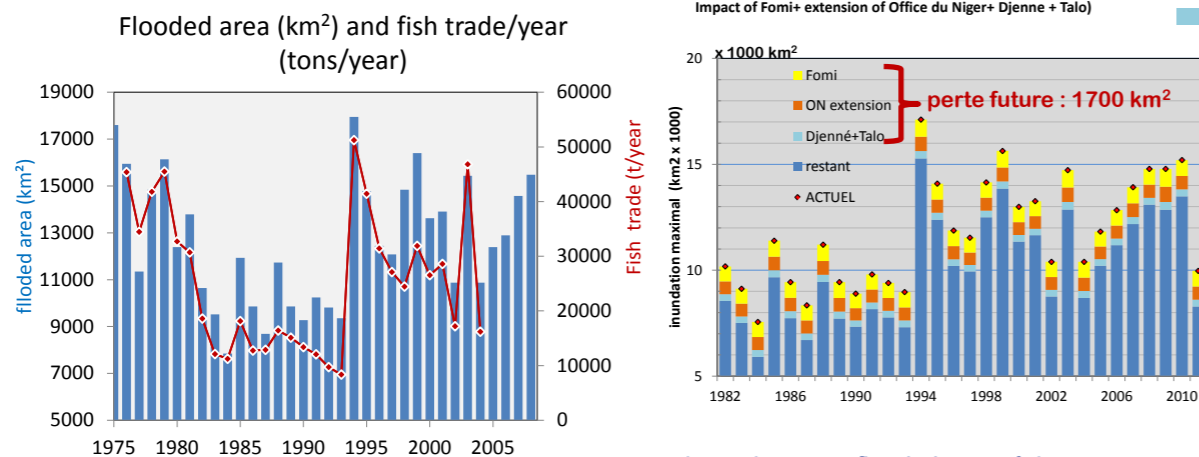 Flooded area (km²) and fish trade/year
(tons/year)
19000
17000
15000
13000
11000
9000
7000
5000
flloded area (km²)
60000
50000
40000
30000
20000
10000
0
Fish trade (t/year
1975 1980 1985 1990 1995 2000 2005
Impact of Fomi+ extension of Office du Niger+ Djenne + Talo)
x 1000 km²
20
15
10
5
inundation maximal (km2 x 1000)
Fomi
ON extension
Djenné+Talo
restant
ACTUEL
perte future : 1700 km²
1982 1986 1990 1994 1998 2002 2006 2010